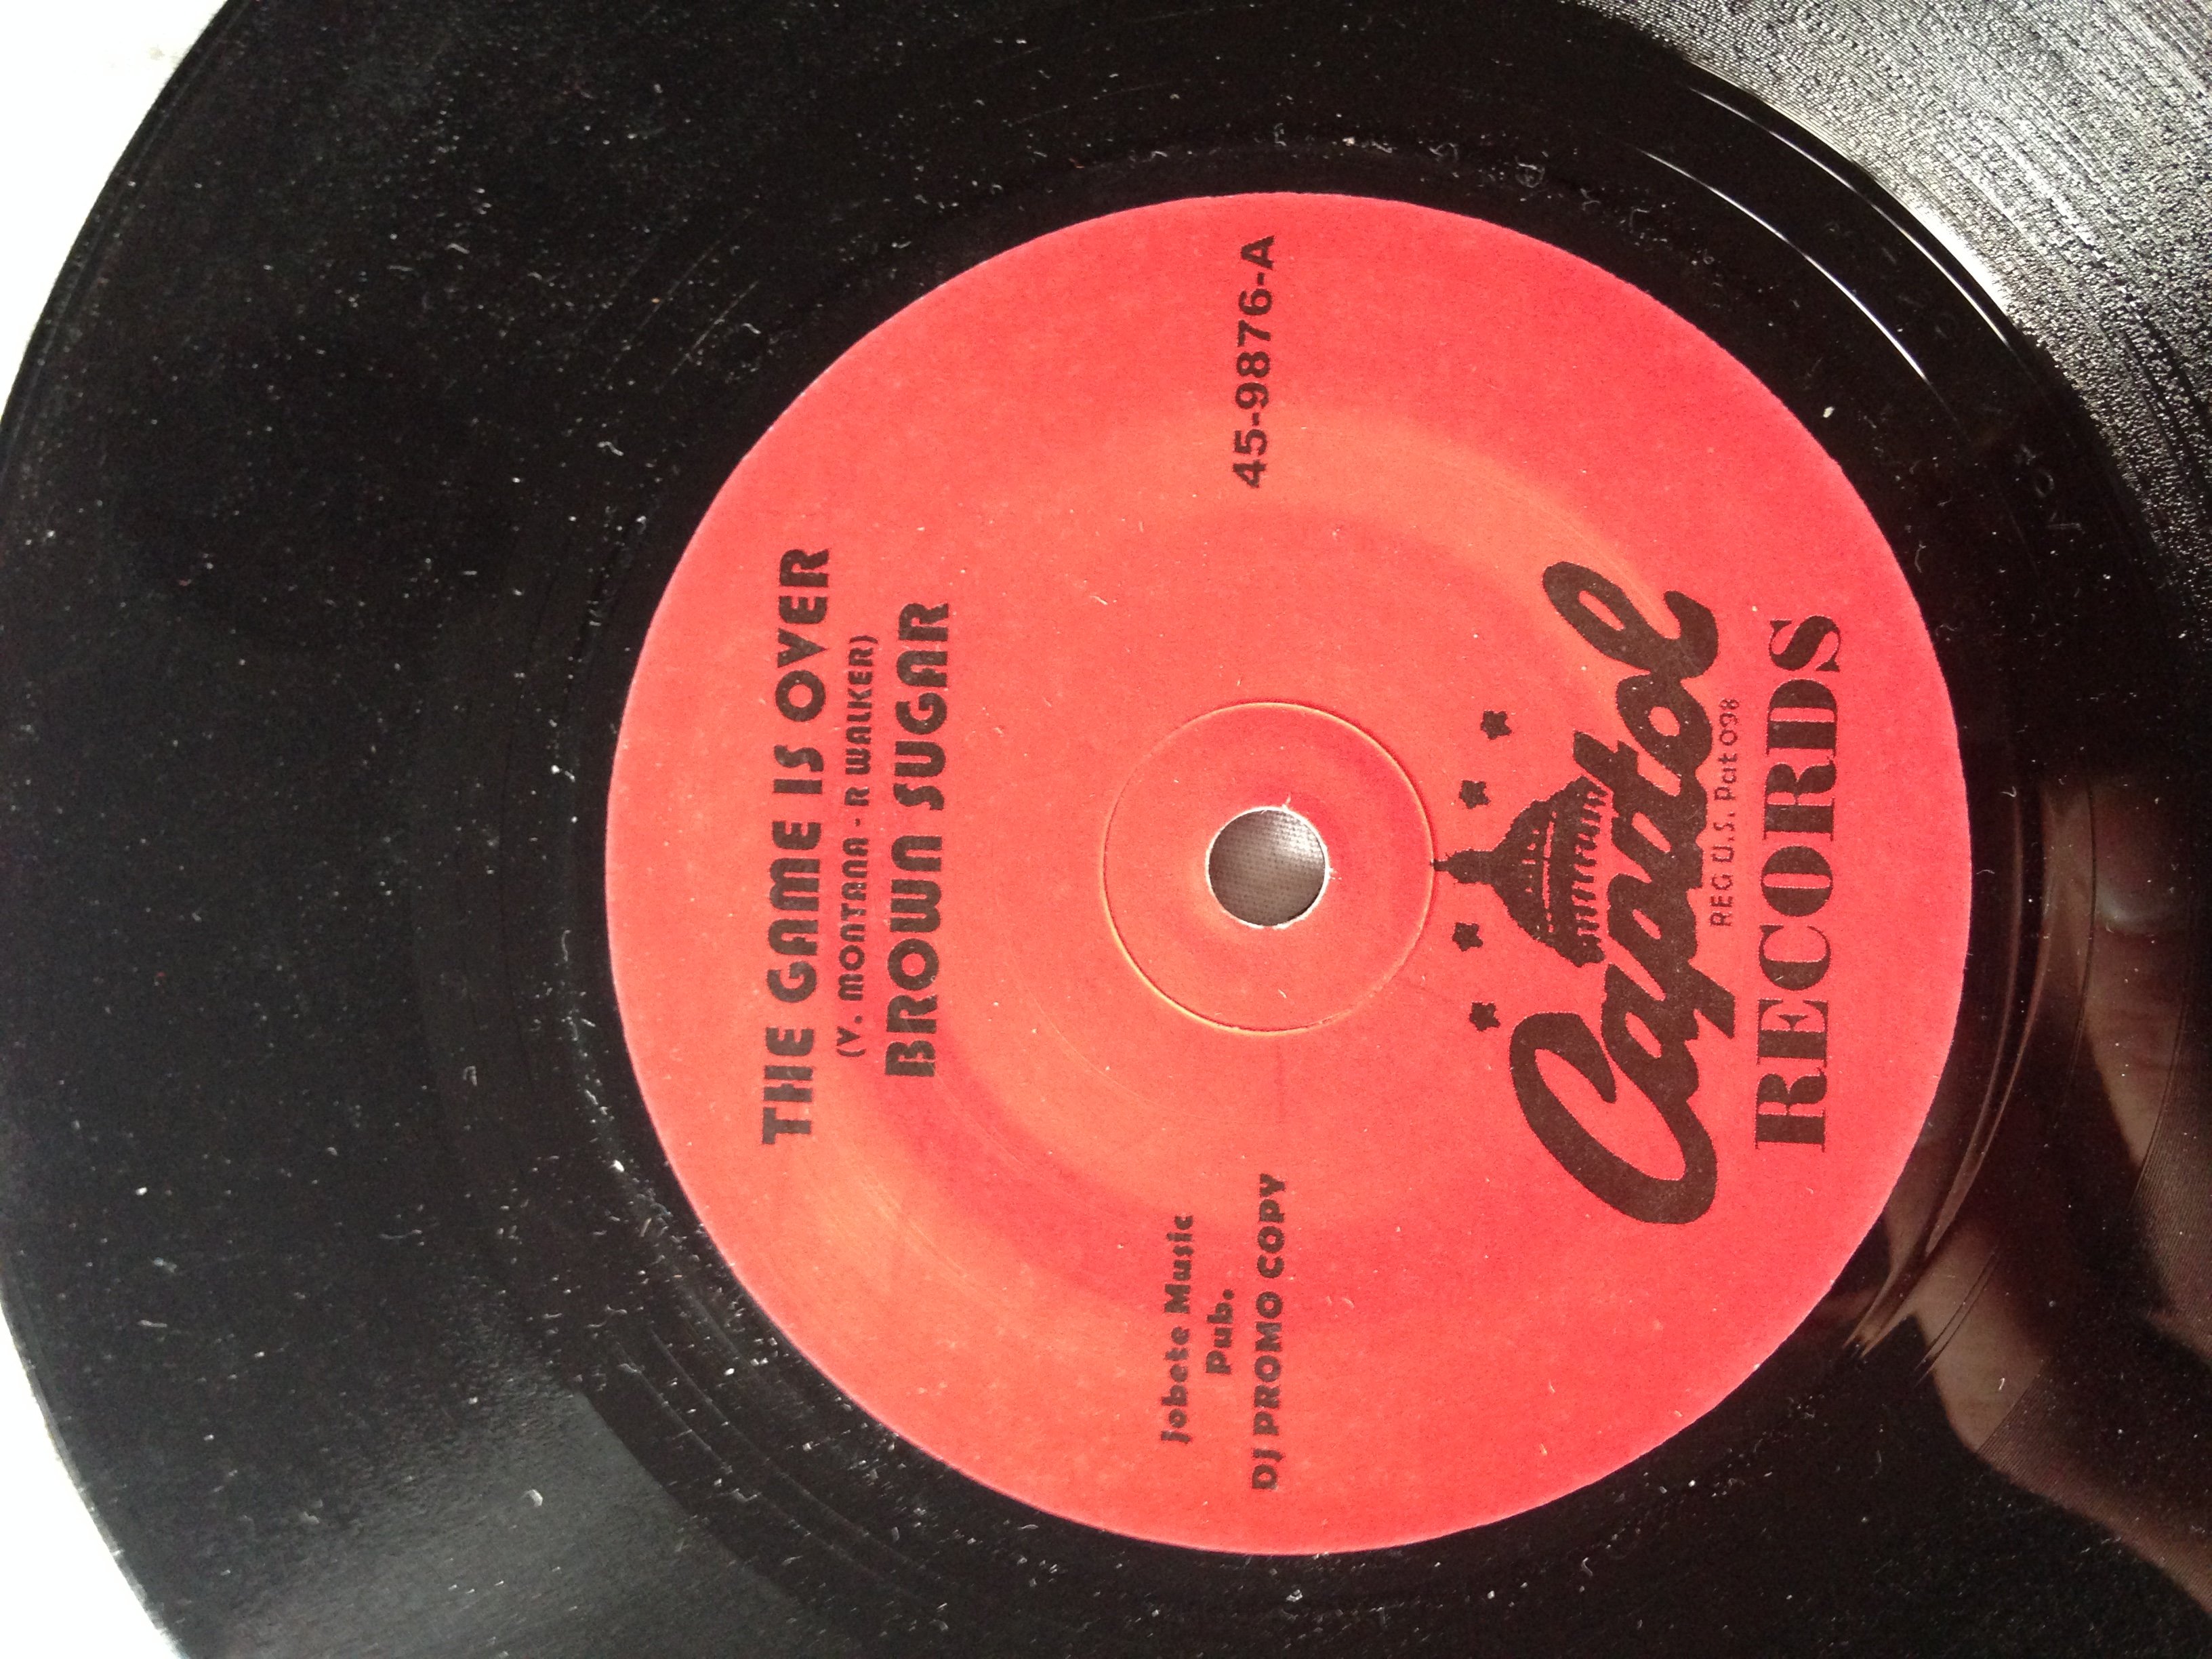 THE GAME IS OVER
(V. MONTANA - R WALKER)
BROWN SUGAR
Jobete Music
Pub.
DJ PROMO COPY
45-9876-A
Capitol
REG U.S. Pat 098
RECORDS